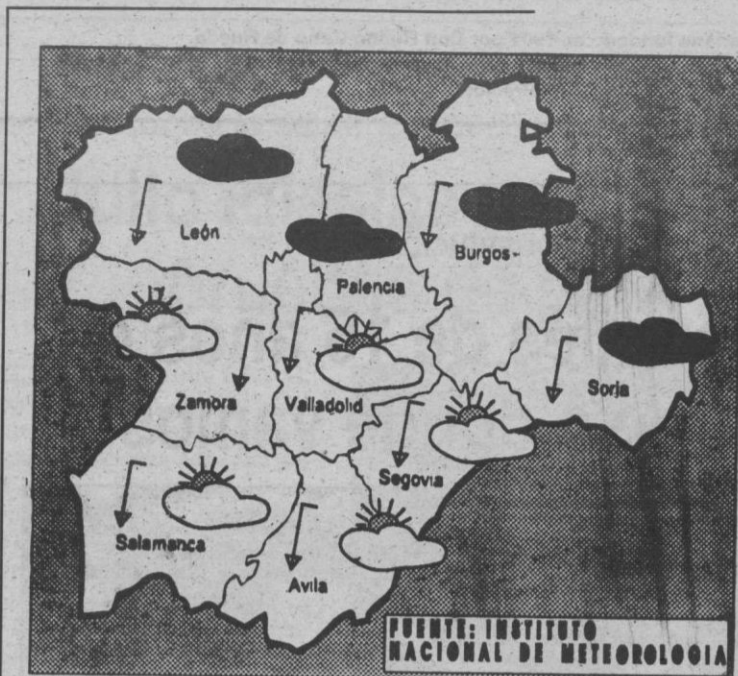 León
Palencia
Burgos-
Zamora
Valladolid
Soria
Segovia
Salamanca
Avila
FUENTE: INSTITUTO
NACIONAL DE METEOROLOGIA